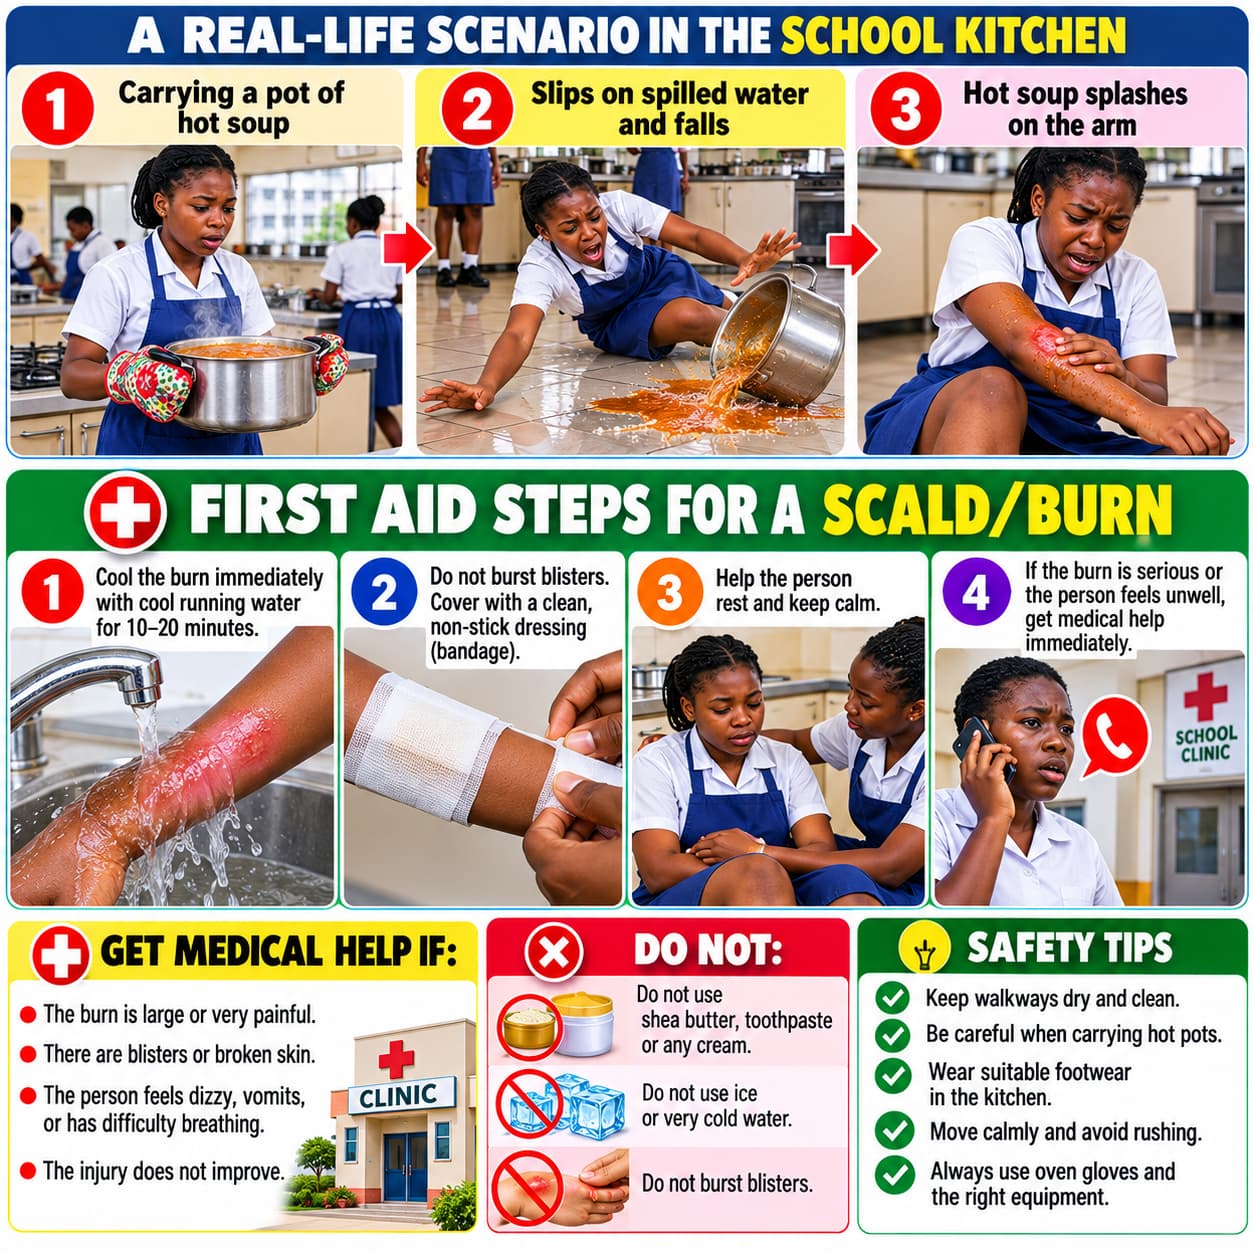 A REAL-LIFE SCENARIO IN THE SCHOOL KITCHEN
1
Carrying a pot of
hot soup
2
Slips on spilled water
and falls
3
Hot soup splashes
on the arm
FIRST AID STEPS FOR A SCALD/BURN
1
Cool the burn immediately
with cool running water
for 10–20 minutes.
2
Do not burst blisters.
Cover with a clean,
non-stick dressing
(bandage).
3
Help the person
rest and keep calm.
4
If the burn is serious or
the person feels unwell,
get medical help
immediately.
SCHOOL
CLINIC
GET MEDICAL HELP IF:
The burn is large or very painful.
There are blisters or broken skin.
The person feels dizzy, vomits,
or has difficulty breathing.
The injury does not improve.
CLINIC
DO NOT:
Do not use
shea butter, toothpaste
or any cream.
Do not use ice
or very cold water.
Do not burst blisters.
SAFETY TIPS
Keep walkways dry and clean.
Be careful when carrying hot pots.
Wear suitable footwear
in the kitchen.
Move calmly and avoid rushing.
Always use oven gloves and
the right equipment.